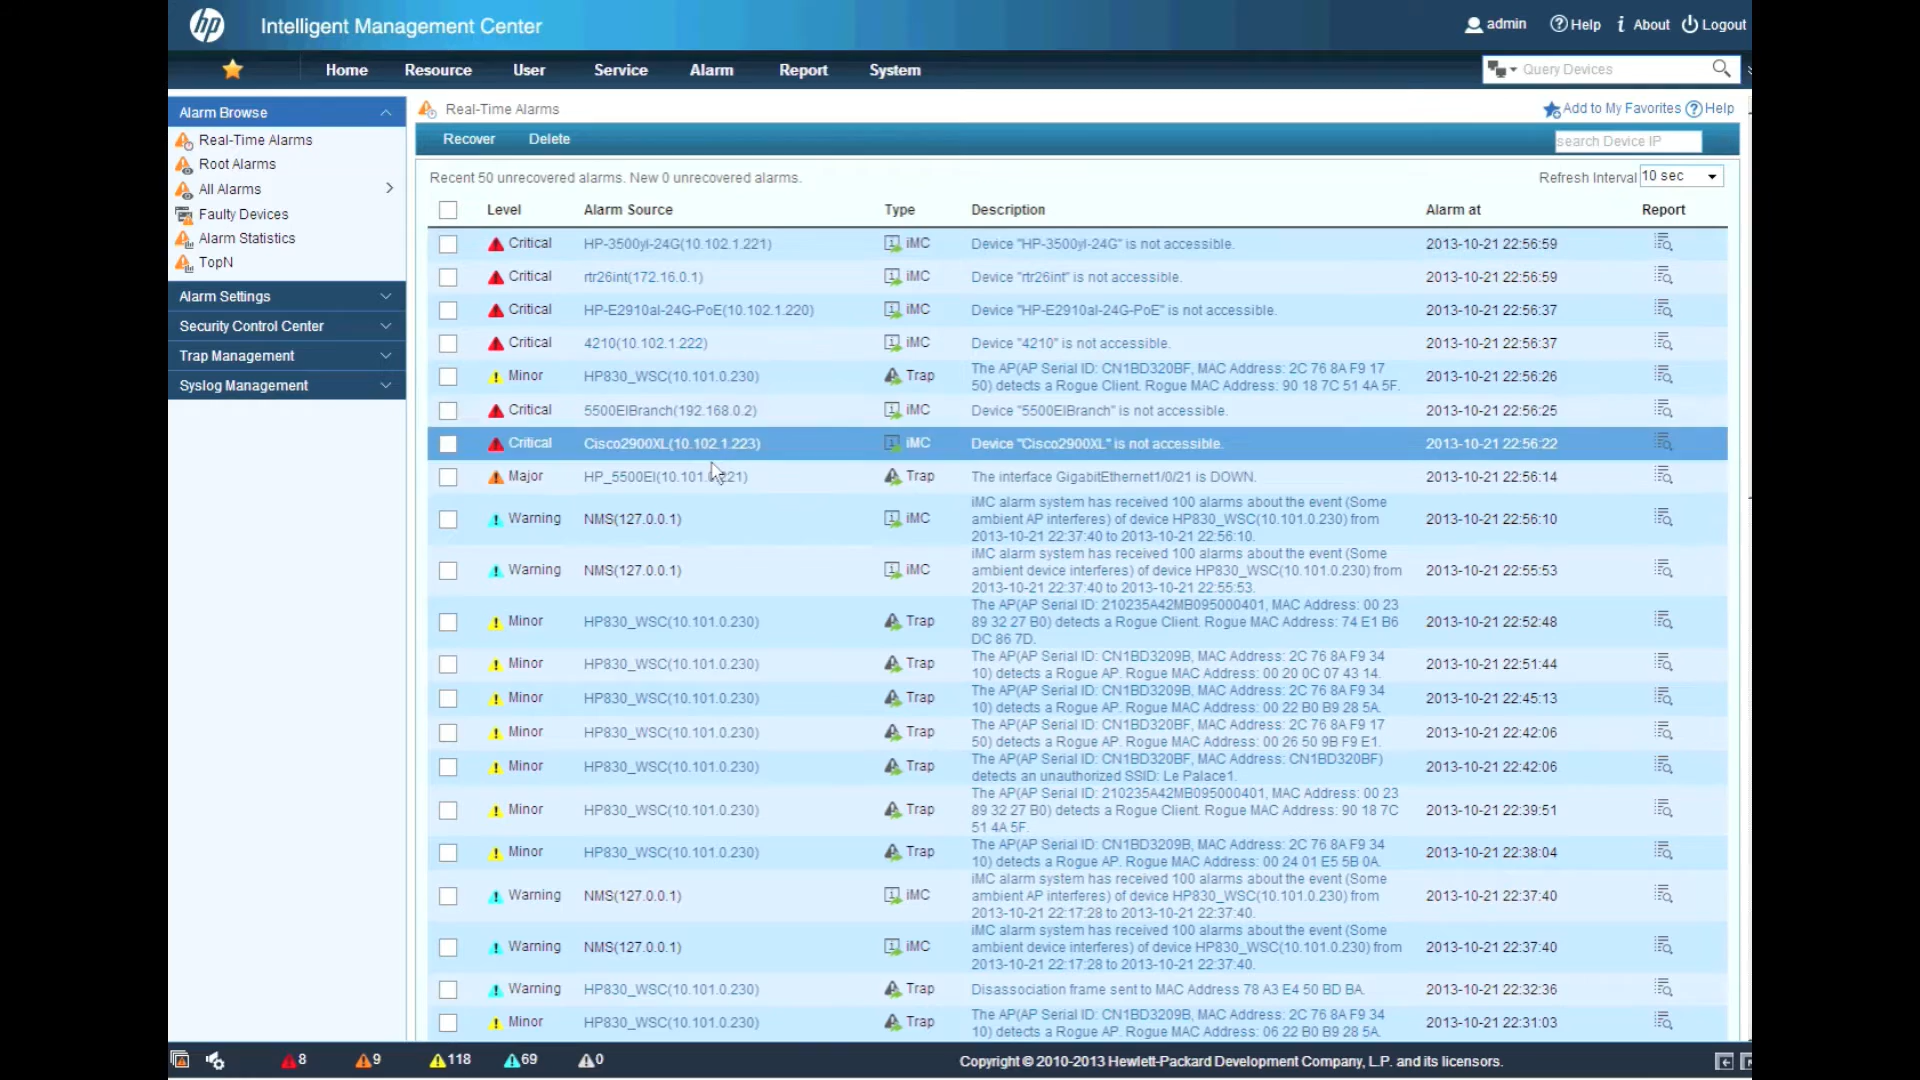 hp Intelligent Management Center
admin Help About Logout
Home Resource User Service Alarm Report System
Query Devices
Alarm Browse
Real-Time Alarms
Root Alarms
All Alarms
Faulty Devices
Alarm Statistics
TopN
Alarm Settings
Security Control Center
Trap Management
Syslog Management
Real-Time Alarms
Add to My Favorites Help
Recover Delete
search Device IP
Recent 50 unrecovered alarms. New 0 unrecovered alarms.
Refresh Interval 10 sec
Level Alarm Source Type Description Alarm at Report
Critical HP-3500yl-24G(10.102.1.221) iMC Device "HP-3500yl-24G" is not accessible. 2013-10-21 22:56:59
Critical rtr26int(172.16.0.1) iMC Device "rtr26int" is not accessible. 2013-10-21 22:56:59
Critical HP-E2910al-24G-PoE(10.102.1.220) iMC Device "HP-E2910al-24G-PoE" is not accessible. 2013-10-21 22:56:37
Critical 4210(10.102.1.222) iMC Device "4210" is not accessible. 2013-10-21 22:56:37
Minor HP830_WSC(10.101.0.230) Trap The AP(AP Serial ID: CN1BD320BF, MAC Address: 2C 76 8A F9 17
50) detects a Rogue Client. Rogue MAC Address: 90 18 7C 51 4A 5F. 2013-10-21 22:56:26
Critical 5500EIBranch(192.168.0.2) iMC Device "5500EIBranch" is not accessible. 2013-10-21 22:56:25
Critical Cisco2900XL(10.102.1.223) iMC Device "Cisco2900XL" is not accessible. 2013-10-21 22:56:22
Major HP_5500EI(10.101. 221) Trap The interface GigabitEthernet1/0/21 is DOWN. 2013-10-21 22:56:14
Warning NMS(127.0.0.1) iMC iMC alarm system has received 100 alarms about the event (Some
ambient AP interferes) of device HP830_WSC(10.101.0.230) from
2013-10-21 22:37:40 to 2013-10-21 22:56:10. 2013-10-21 22:56:10
Warning NMS(127.0.0.1) iMC iMC alarm system has received 100 alarms about the event (Some
ambient device interferes) of device HP830_WSC(10.101.0.230) from
2013-10-21 22:37:40 to 2013-10-21 22:55:53. 2013-10-21 22:55:53
Minor HP830_WSC(10.101.0.230) Trap The AP(AP Serial ID: 210235A42MB095000401, MAC Address: 00 23
89 32 27 B0) detects a Rogue Client. Rogue MAC Address: 74 E1 B6
DC 86 7D. 2013-10-21 22:52:48
Minor HP830_WSC(10.101.0.230) Trap The AP(AP Serial ID: CN1BD3209B, MAC Address: 2C 76 8A F9 34
10) detects a Rogue AP. Rogue MAC Address: 00 20 0C 07 43 14. 2013-10-21 22:51:44
Minor HP830_WSC(10.101.0.230) Trap The AP(AP Serial ID: CN1BD3209B, MAC Address: 2C 76 8A F9 34
10) detects a Rogue AP. Rogue MAC Address: 00 22 B0 B9 28 5A. 2013-10-21 22:45:13
Minor HP830_WSC(10.101.0.230) Trap The AP(AP Serial ID: CN1BD320BF, MAC Address: 2C 76 8A F9 17
50) detects a Rogue AP. Rogue MAC Address: 00 26 50 9B F9 E1. 2013-10-21 22:42:06
Minor HP830_WSC(10.101.0.230) Trap The AP(AP Serial ID: CN1BD320BF, MAC Address: CN1BD320BF)
detects an unauthorized SSID: Le Palace1. 2013-10-21 22:42:06
Minor HP830_WSC(10.101.0.230) Trap The AP(AP Serial ID: 210235A42MB095000401, MAC Address: 00 23
89 32 27 B0) detects a Rogue Client. Rogue MAC Address: 90 18 7C
51 4A 5F. 2013-10-21 22:39:51
Minor HP830_WSC(10.101.0.230) Trap The AP(AP Serial ID: CN1BD3209B, MAC Address: 2C 76 8A F9 34
10) detects a Rogue AP. Rogue MAC Address: 00 24 01 E5 5B 0A. 2013-10-21 22:38:04
Warning NMS(127.0.0.1) iMC iMC alarm system has received 100 alarms about the event (Some
ambient AP interferes) of device HP830_WSC(10.101.0.230) from
2013-10-21 22:17:28 to 2013-10-21 22:37:40. 2013-10-21 22:37:40
Warning NMS(127.0.0.1) iMC iMC alarm system has received 100 alarms about the event (Some
ambient device interferes) of device HP830_WSC(10.101.0.230) from
2013-10-21 22:17:28 to 2013-10-21 22:37:40. 2013-10-21 22:37:40
Warning HP830_WSC(10.101.0.230) Trap Disassociation frame sent to MAC Address 78 A3 E4 50 BD BA. 2013-10-21 22:32:36
Minor HP830_WSC(10.101.0.230) Trap The AP(AP Serial ID: CN1BD3209B, MAC Address: 2C 76 8A F9 34
10) detects a Rogue AP. Rogue MAC Address: 06 22 B0 B9 28 5A. 2013-10-21 22:31:03
8 9 118 69 0
Copyright © 2010-2013 Hewlett-Packard Development Company, L.P. and its licensors.